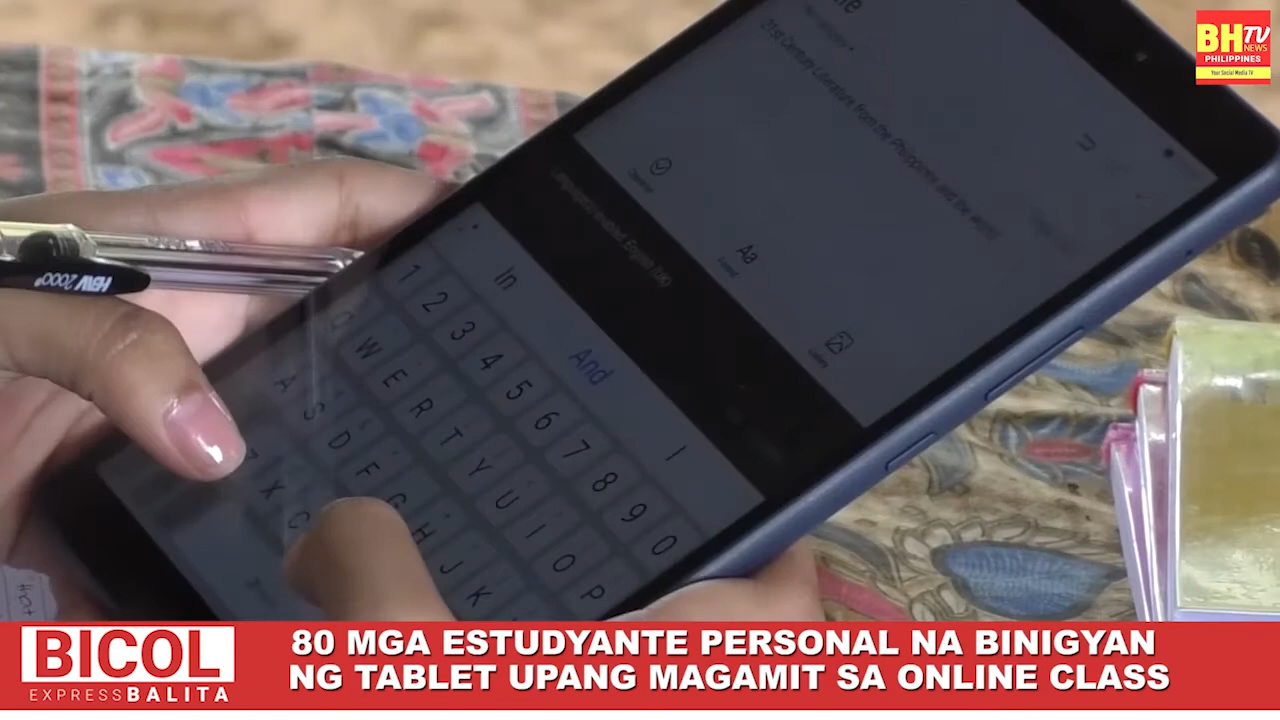 BHTV
NEWS
PHILIPPINES
Your Social Media TV
21st Century Literature from the Philippines and the world
Aa
In
And
I
1 2 3 4 5 6 7 8 9 0
W E R T Y U I O P
A S D F G H J K
Z X C
HBW 2000
BICOL
EXPRESSBALITA
80 MGA ESTUDYANTE PERSONAL NA BINIGYAN
NG TABLET UPANG MAGAMIT SA ONLINE CLASS